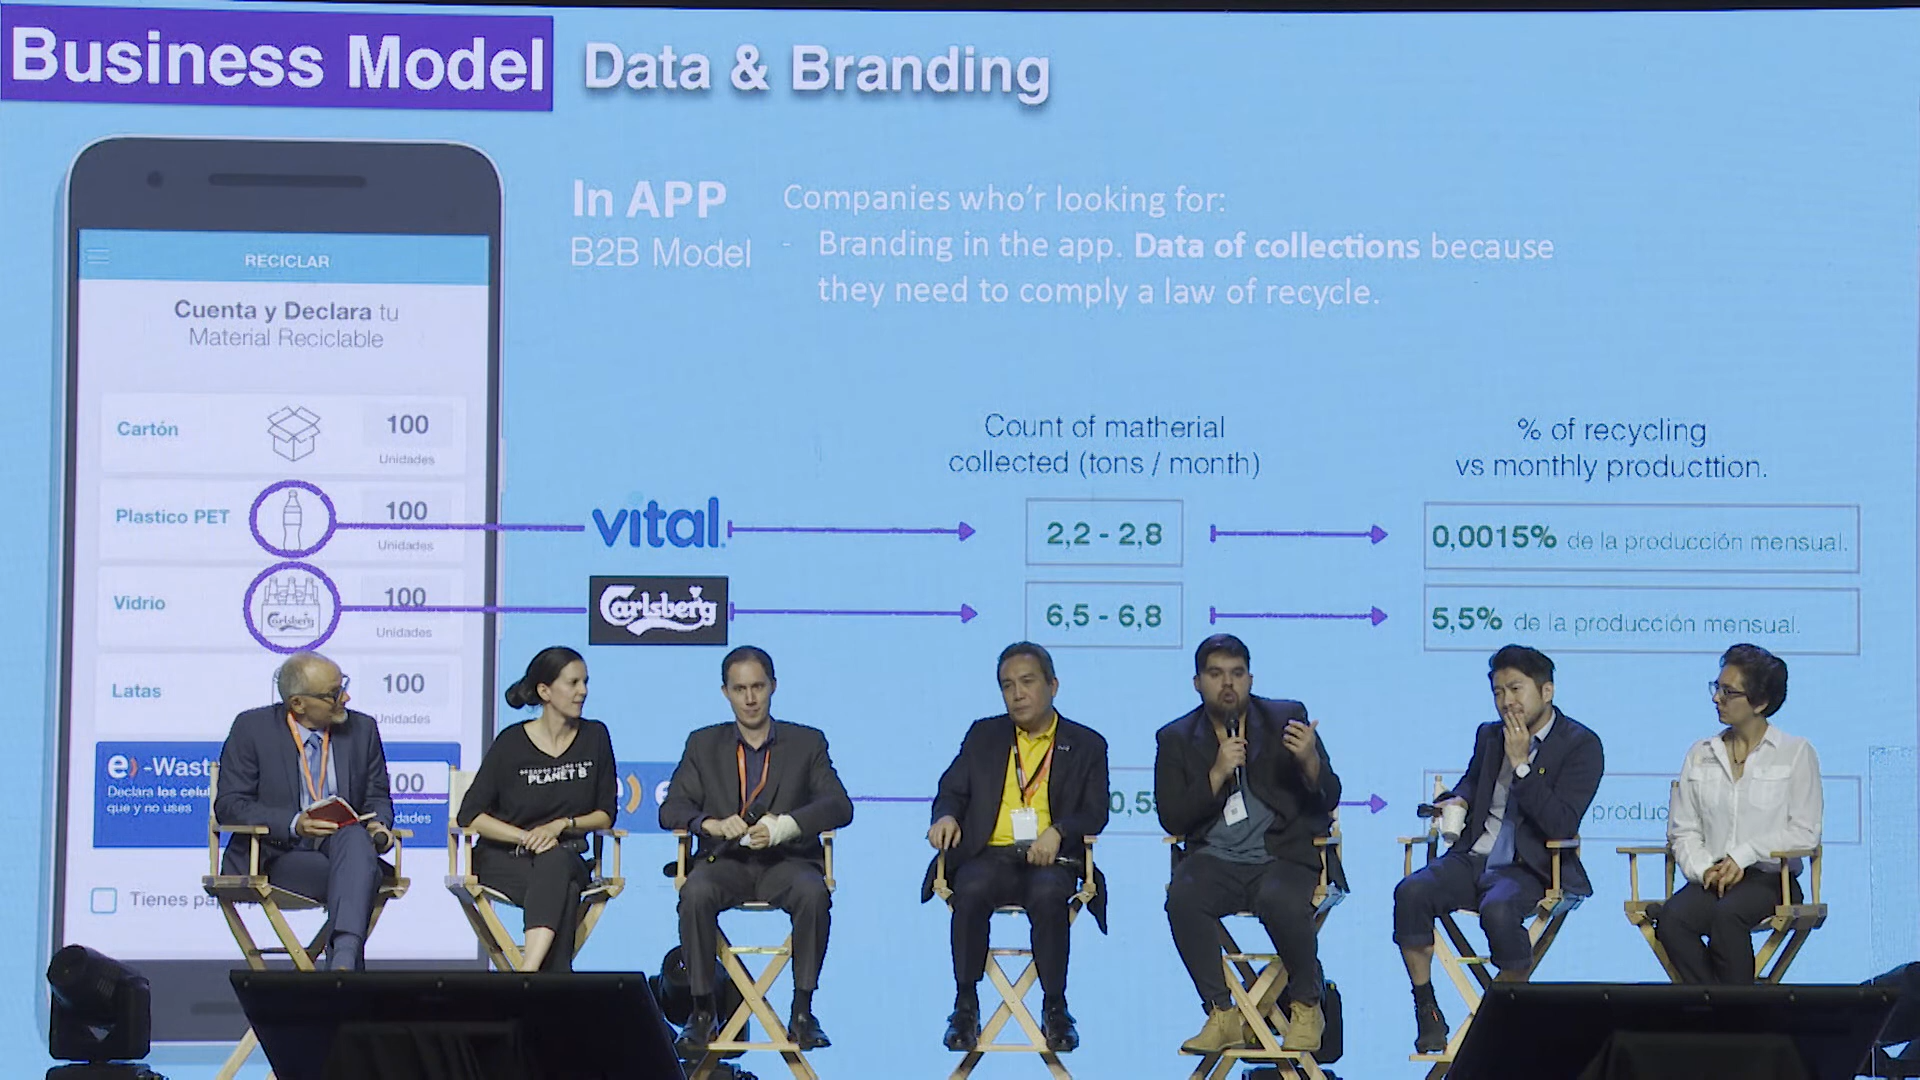 Business Model Data & Branding
In APP
B2B Model
Companies who'r looking for:
- Branding in the app. Data of collections because
they need to comply a law of recycle.
RECICLAR
Cuenta y Declara tu
Material Reciclable
Cartón
100
Unidades
Plastico PET
100
Unidades
Vidrio
Carlsberg
100
Unidades
Latas
100
Unidades
e)-Wast
Declara los celul
que y no uses
00
dades
Tienes pa
Count of matherial
collected (tons / month)
% of recycling
vs monthly producttion.
vital
2,2 - 2,8
0,0015% de la producción mensual.
Carlsberg
6,5 - 6,8
5,5% de la producción mensual.
0,5
produc
PLANET B